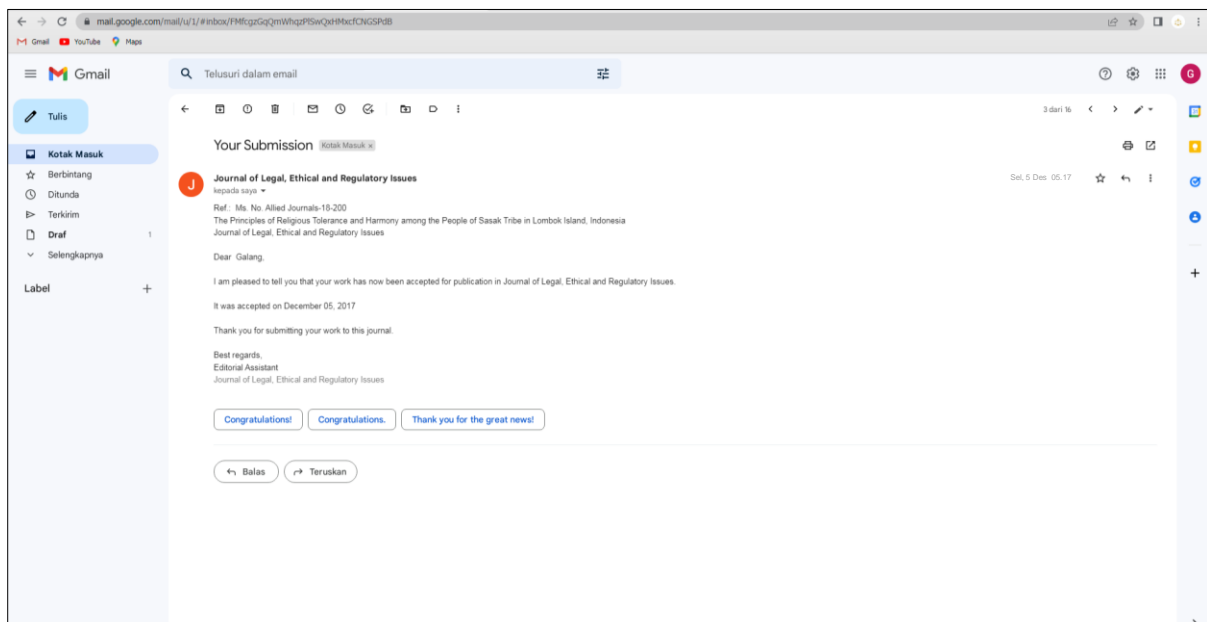 mail.google.com/mail/u/1/#inbox/
Gmail YouTube Maps
Gmail
Telusuri dalam email
G
Tulis
3 dari 16
Kotak Masuk
Berbintang
Ditunda
Terkirim
Draf 1
Selengkapnya
Label
Your Submission Kotak Masuk x
J
Journal of Legal, Ethical and Regulatory Issues
Sel, 5 Des 05.17
kepada saya
Ref.: Ms. No. Allied Journals-18-200
The Principles of Religious Tolerance and Harmony among the People of Sasak Tribe in Lombok Island, Indonesia
Journal of Legal, Ethical and Regulatory Issues
Dear Galang,
I am pleased to tell you that your work has now been accepted for publication in Journal of Legal, Ethical and Regulatory Issues.
It was accepted on December 05, 2017
Thank you for submitting your work to this journal.
Best regards,
Editorial Assistant
Journal of Legal, Ethical and Regulatory Issues
Congratulations! Congratulations. Thank you for the great news!
Balas Teruskan